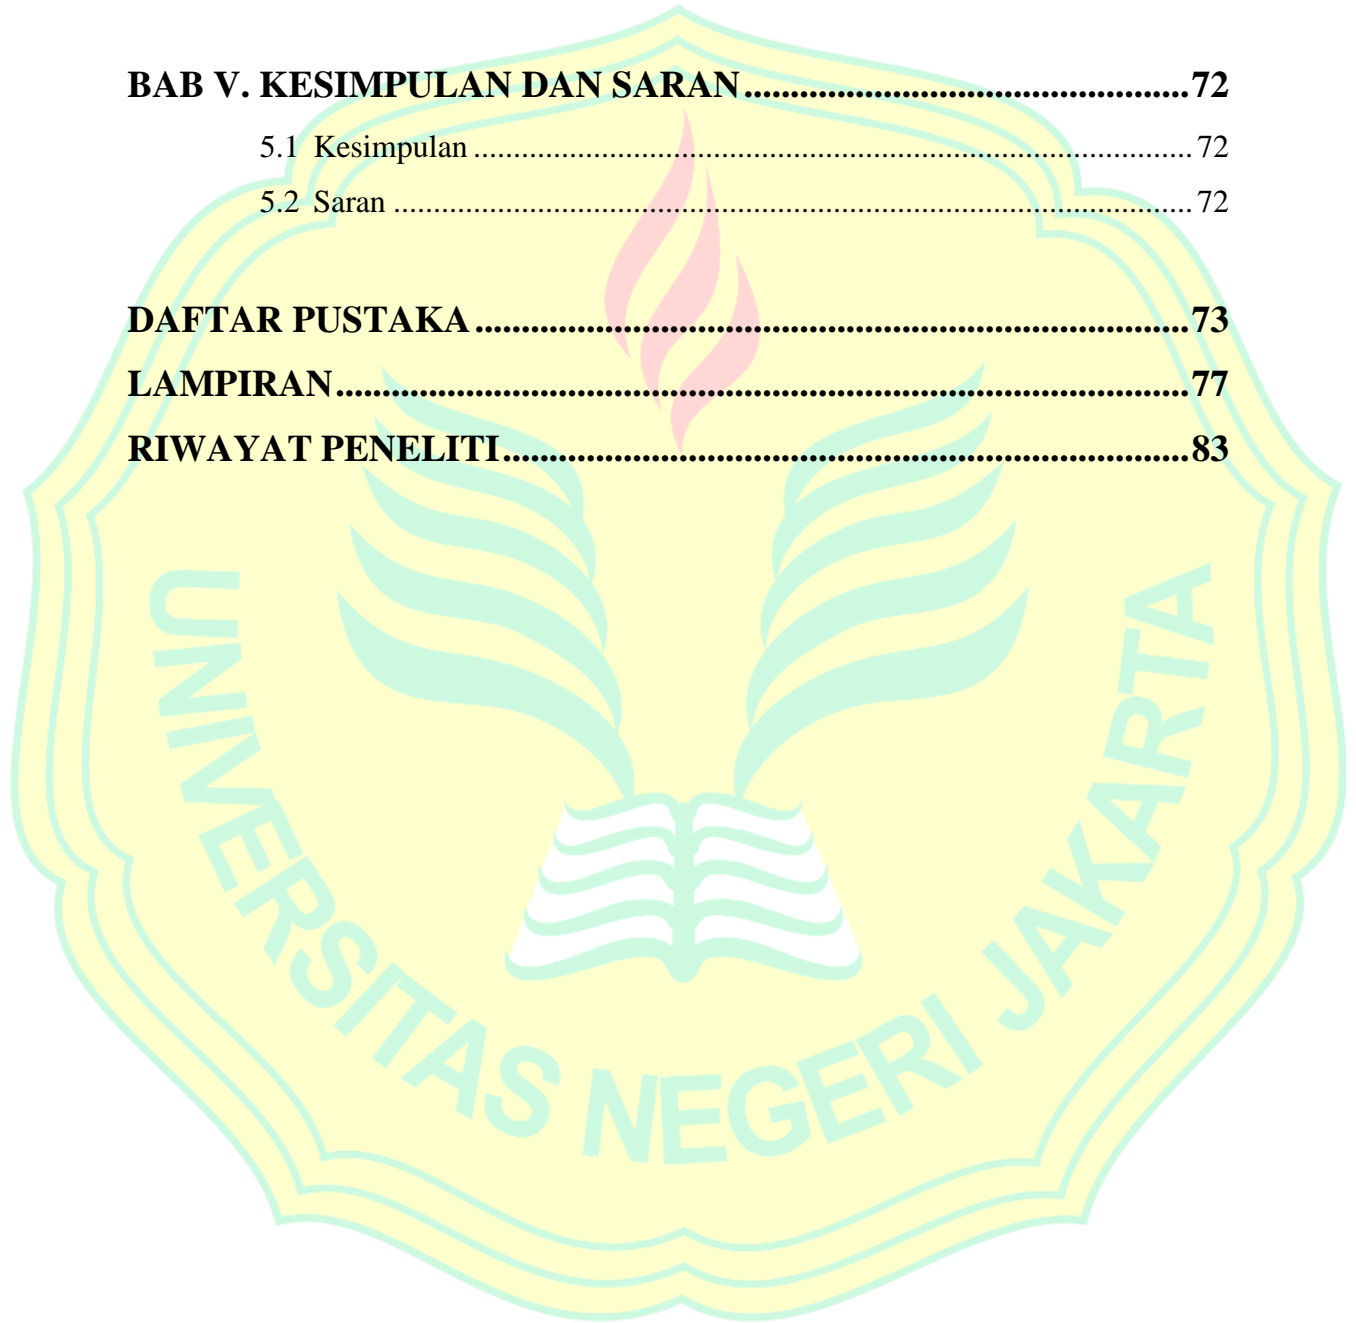 BAB V. KESIMPULAN DAN SARAN................................................72
5.1 Kesimpulan ............................................................................................72
5.2 Saran ......................................................................................................72
DAFTAR PUSTAKA.............................................................................73
LAMPIRAN............................................................................................77
RIWAYAT PENELITI..........................................................................83
UNIVERSITAS NEGERI JAKARTA